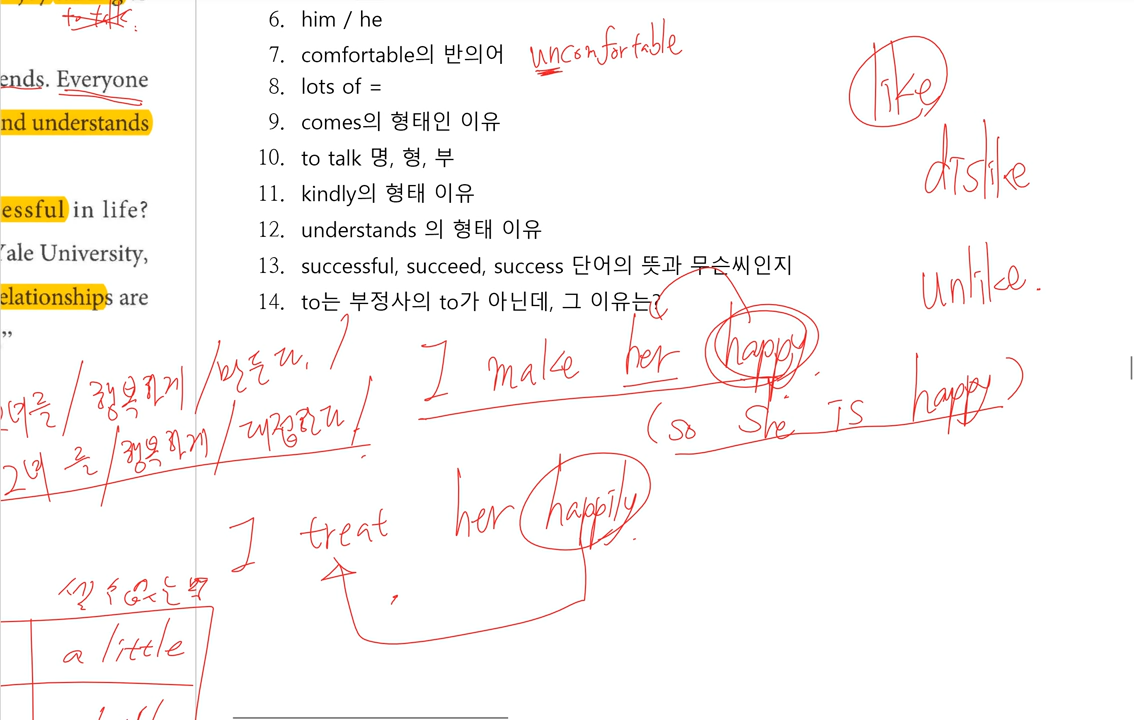 to talk.
ends. Everyone
nd understands
essful in life?
Yale University,
elationships are
”
6. him / he
7. comfortable의 반의어 uncomfortable
8. lots of =
9. comes의 형태인 이유
10. to talk 명, 형, 부
11. kindly의 형태 이유
12. understands 의 형태 이유
13. successful, succeed, success 단어의 뜻과 무슨씨인지
14. to는 부정사의 to가 아닌데, 그 이유는?
like
dislike
unlike.
I make her happy.
(so she is happy)
그녀를 / 행복하게 / 만든다. /
그녀를 / 행복하게 / 대접한다 /
I treat her happily.
셀 수 없는
a little